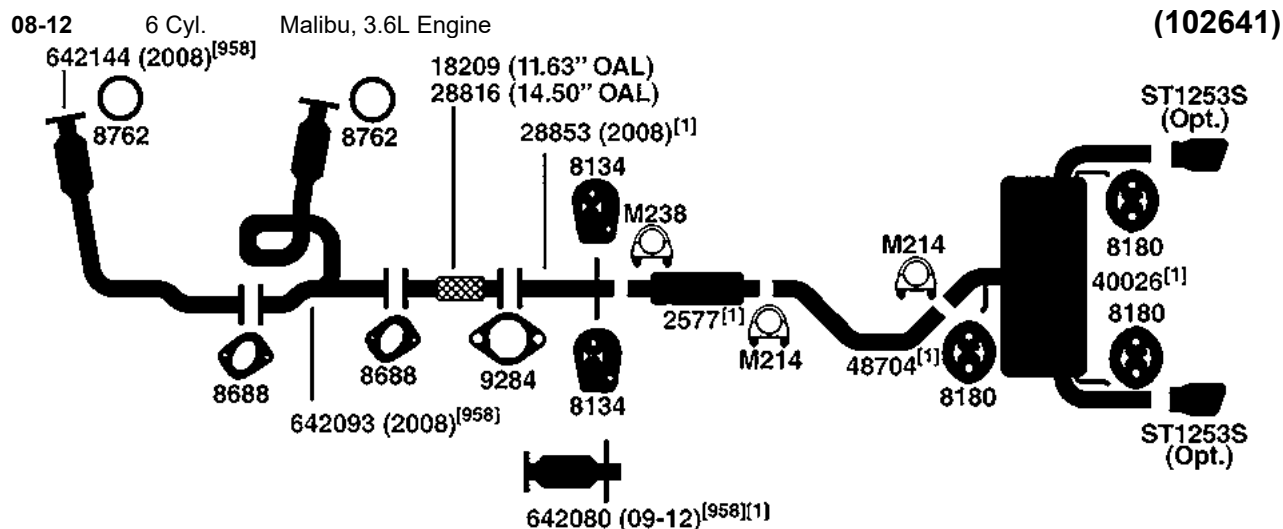 08-12 6 Cyl. Malibu, 3.6L Engine (102641)
642144 (2008)[958]
8762
8762
18209 (11.63” OAL)
28816 (14.50” OAL)
28853 (2008)[1]
8134
M238
ST1253S
(Opt.)
M214
8180
40026[1]
8180
2577[1]
M214
48704[1]
8180
8688
8688
9284
8134
642093 (2008)[958]
ST1253S
(Opt.)
642080 (09-12)[958][1]